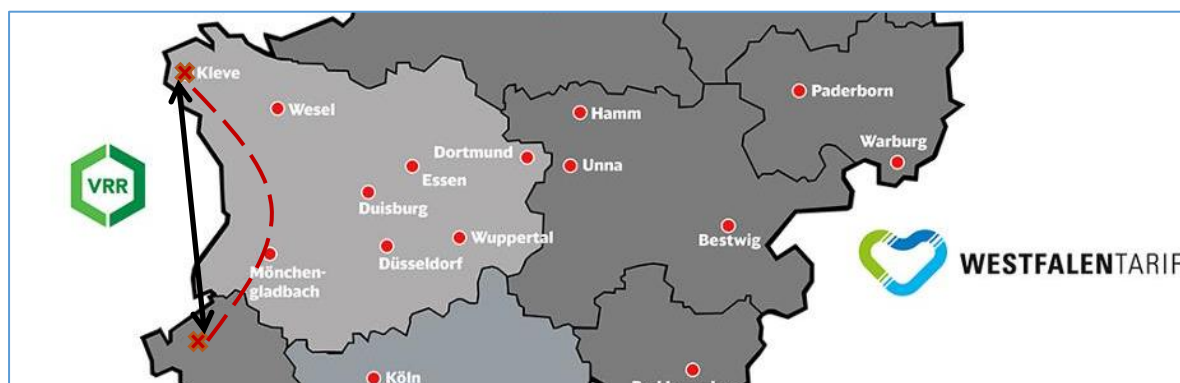 Kleve
Wesel
Hamm
Paderborn
Warburg
Dortmund
Unna
Essen
VRR
Duisburg
Wuppertal
Bestwig
Düsseldorf
Mönchen-
gladbach
WESTFALENTARIF
Köln